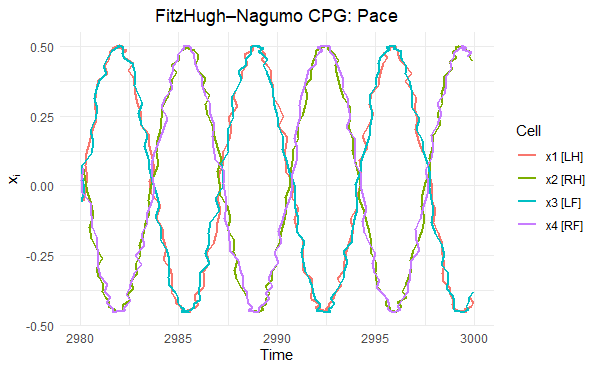 FitzHugh–Nagumo CPG: Pace
0.50
0.25
0.00
-0.25
-0.50
xᵢ
2980
2985
2990
2995
3000
Time
Cell
x1 [LH]
x2 [RH]
x3 [LF]
x4 [RF]